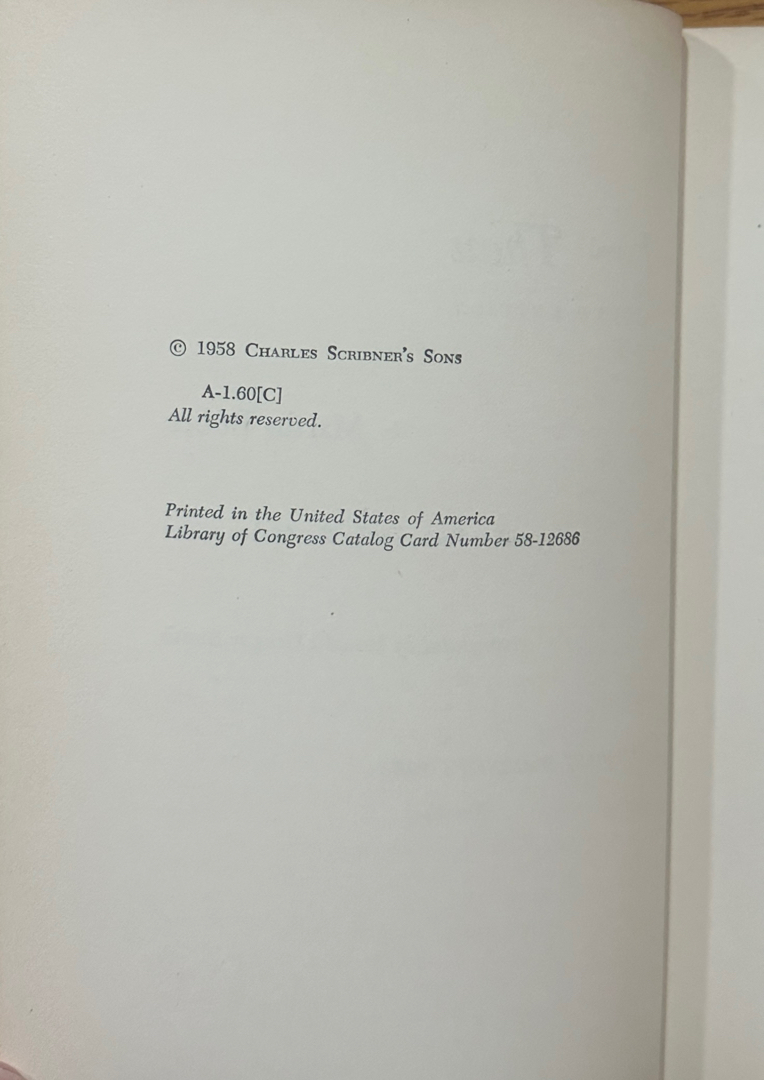 © 1958 Charles Scribner's Sons
A-1.60[C]
All rights reserved.
Printed in the United States of America
Library of Congress Catalog Card Number 58-12686